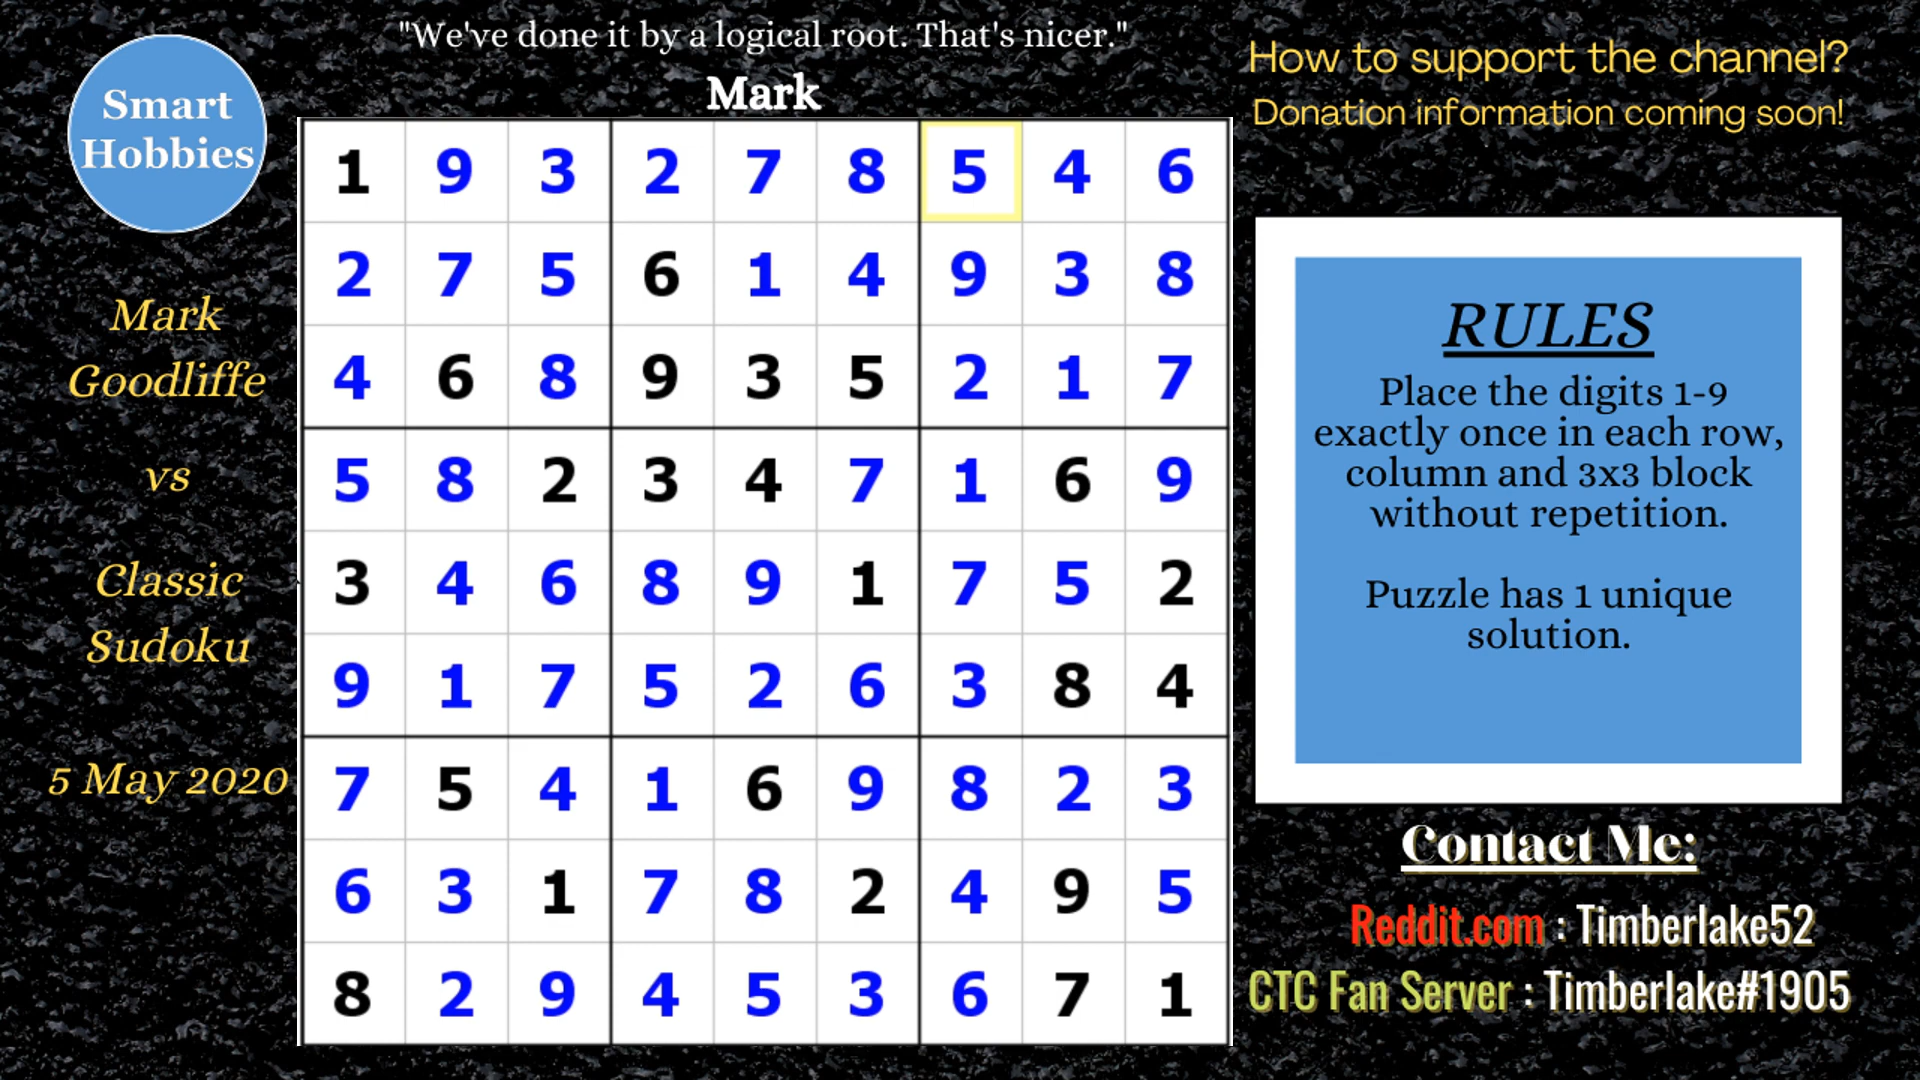 Smart
Hobbies
"We've done it by a logical root. That's nicer."
Mark
How to support the channel?
Donation information coming soon!
Mark
Goodliffe
vs
Classic
Sudoku
5 May 2020
1 9 3 2 7 8 5 4 6
2 7 5 6 1 4 9 3 8
4 6 8 9 3 5 2 1 7
5 8 2 3 4 7 1 6 9
3 4 6 8 9 1 7 5 2
9 1 7 5 2 6 3 8 4
7 5 4 1 6 9 8 2 3
6 3 1 7 8 2 4 9 5
8 2 9 4 5 3 6 7 1
RULES
Place the digits 1-9
exactly once in each row,
column and 3x3 block
without repetition.
Puzzle has 1 unique
solution.
Contact Me:
Reddit.com : Timberlake52
CTC Fan Server : Timberlake#1905